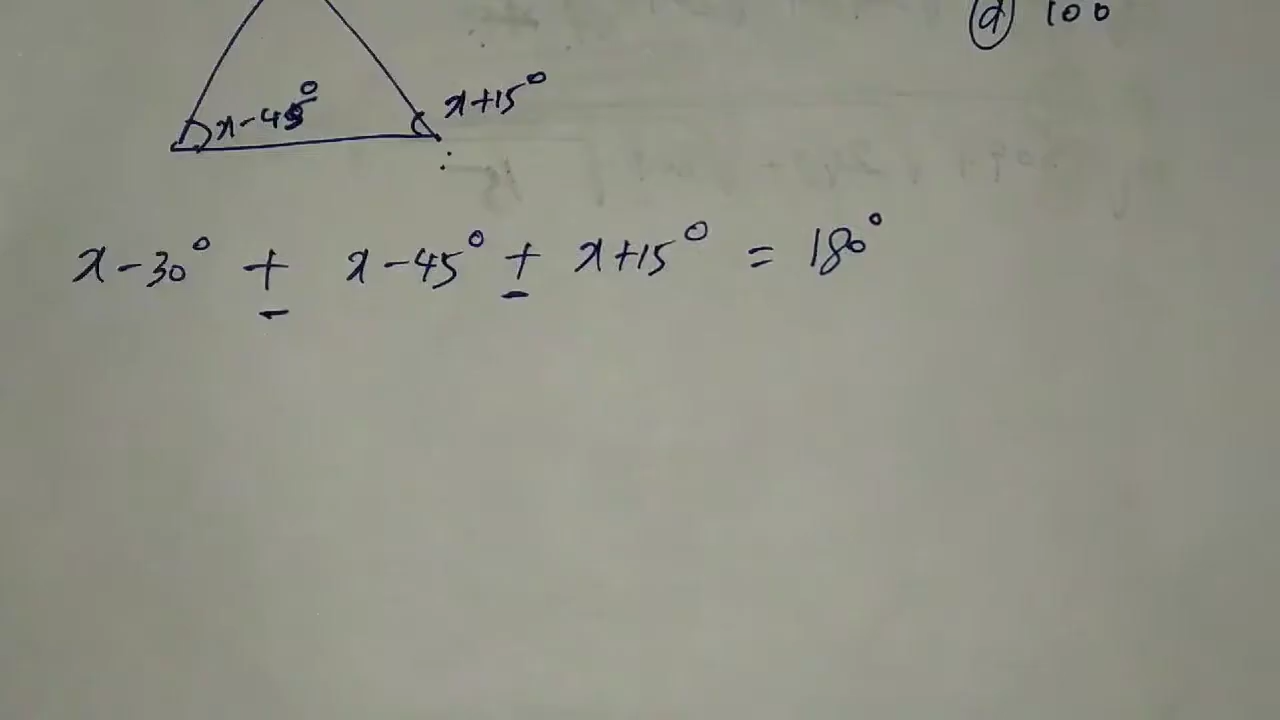 (d) 100
x+15°
x-45°
x-30° + x-45° + x+15° = 180°